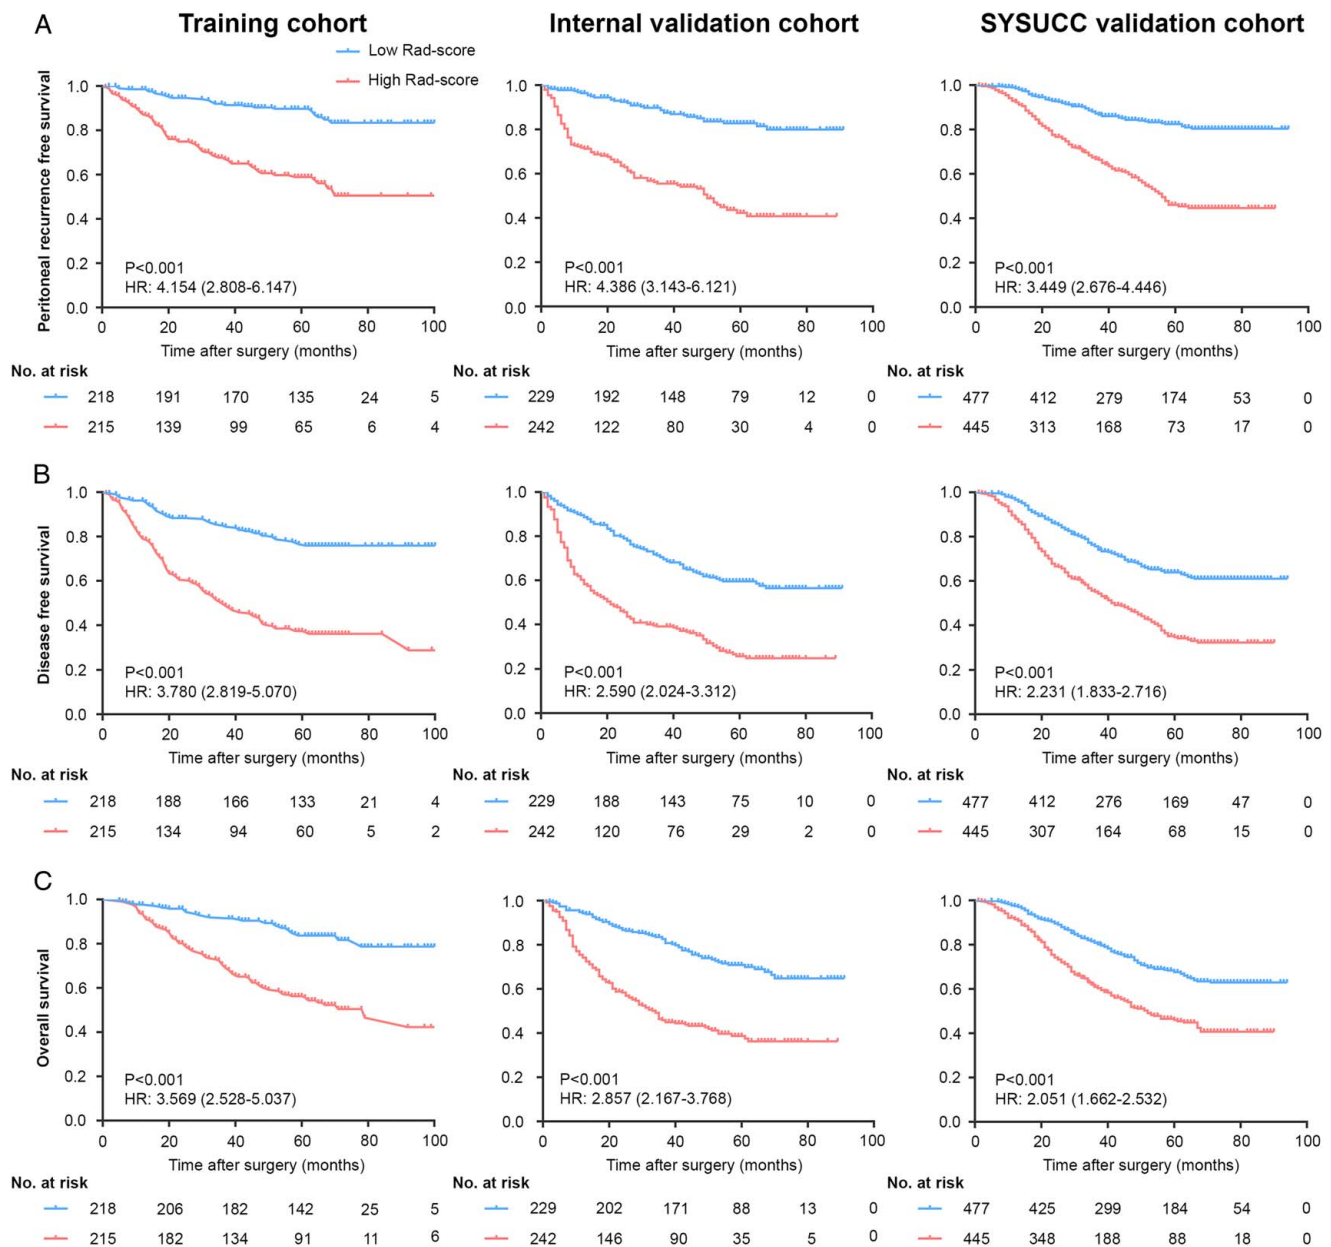 A
Training cohort
Internal validation cohort
SYSUCC validation cohort
Low Rad-score
High Rad-score
Peritoneal recurrence free survival
1.0 1.0 1.0
0.8 0.8 0.8
0.6 0.6 0.6
0.4 0.4 0.4
0.2 0.2 0.2
0.0 0.0 0.0
P<0.001
HR: 4.154 (2.808-6.147)
P<0.001
HR: 4.386 (3.143-6.121)
P<0.001
HR: 3.449 (2.676-4.446)
0 20 40 60 80 100 0 20 40 60 80 100 0 20 40 60 80 100
Time after surgery (months) Time after surgery (months) Time after surgery (months)
No. at risk No. at risk No. at risk
218 191 170 135 24 5 229 192 148 79 12 0 477 412 279 174 53 0
215 139 99 65 6 4 242 122 80 30 4 0 445 313 168 73 17 0
B
Disease free survival
1.0 1.0 1.0
0.8 0.8 0.8
0.6 0.6 0.6
0.4 0.4 0.4
0.2 0.2 0.2
0.0 0.0 0.0
P<0.001
HR: 3.780 (2.819-5.070)
P<0.001
HR: 2.590 (2.024-3.312)
P<0.001
HR: 2.231 (1.833-2.716)
0 20 40 60 80 100 0 20 40 60 80 100 0 20 40 60 80 100
Time after surgery (months) Time after surgery (months) Time after surgery (months)
No. at risk No. at risk No. at risk
218 188 166 133 21 4 229 188 143 75 10 0 477 412 276 169 47 0
215 134 94 60 5 2 242 120 76 29 2 0 445 307 164 68 15 0
C
Overall survival
1.0 1.0 1.0
0.8 0.8 0.8
0.6 0.6 0.6
0.4 0.4 0.4
0.2 0.2 0.2
0.0 0.0 0.0
P<0.001
HR: 3.569 (2.528-5.037)
P<0.001
HR: 2.857 (2.167-3.768)
P<0.001
HR: 2.051 (1.662-2.532)
0 20 40 60 80 100 0 20 40 60 80 100 0 20 40 60 80 100
Time after surgery (months) Time after surgery (months) Time after surgery (months)
No. at risk No. at risk No. at risk
218 206 182 142 25 5 229 202 171 88 13 0 477 425 299 184 54 0
215 182 134 91 11 6 242 146 90 35 5 0 445 348 188 88 18 0